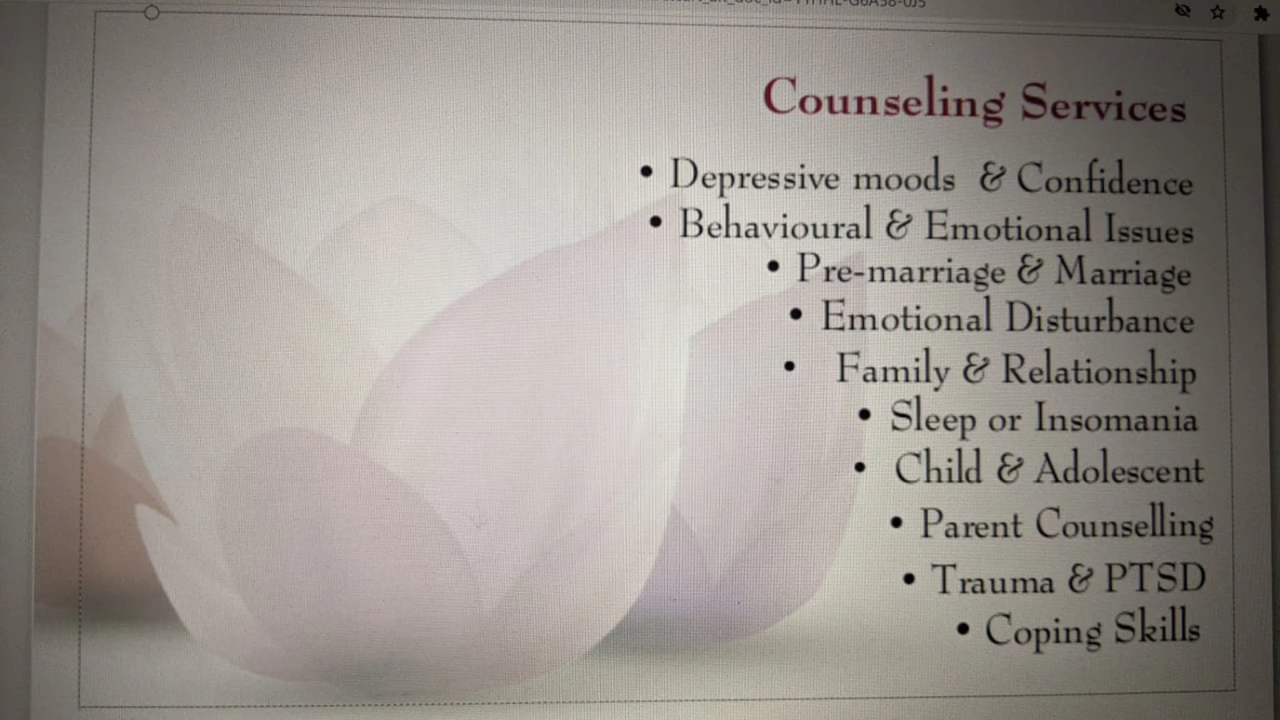 Counseling Services
• Depressive moods & Confidence
• Behavioural & Emotional Issues
• Pre-marriage & Marriage
• Emotional Disturbance
• Family & Relationship
• Sleep or Insomania
• Child & Adolescent
• Parent Counselling
• Trauma & PTSD
• Coping Skills